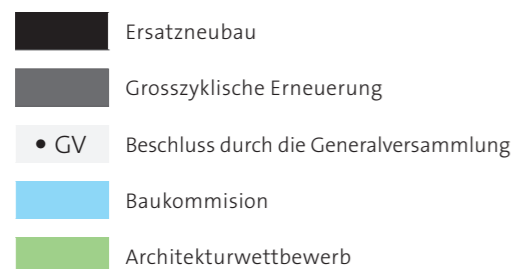 Ersatzneubau
Grosszyklische Erneuerung
• GV Beschluss durch die Generalversammlung
Baukommision
Architekturwettbewerb